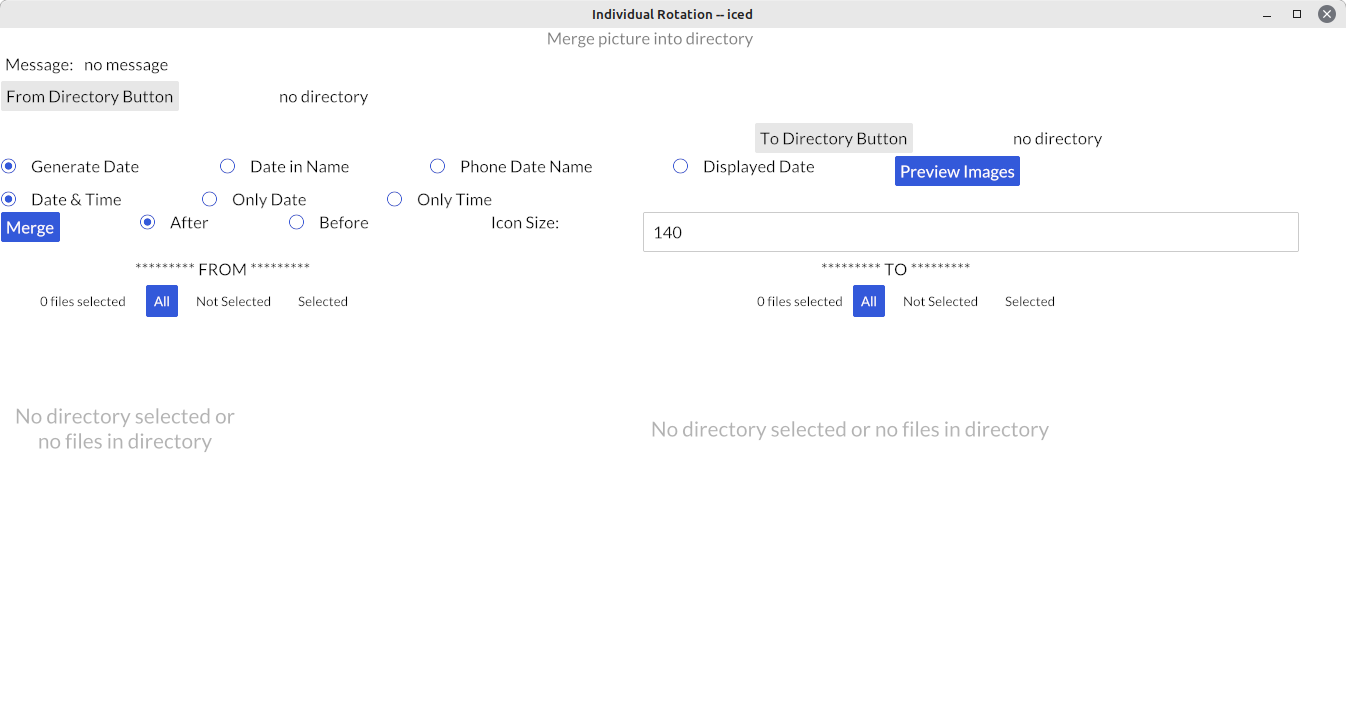 Individual Rotation -- iced
Merge picture into directory
Message: no message
From Directory Button no directory
To Directory Button no directory
Generate Date Date in Name Phone Date Name Displayed Date Preview Images
Date & Time Only Date Only Time
Merge After Before Icon Size: 140
********* FROM ********* ********* TO *********
0 files selected All Not Selected Selected 0 files selected All Not Selected Selected
No directory selected or
no files in directory
No directory selected or no files in directory